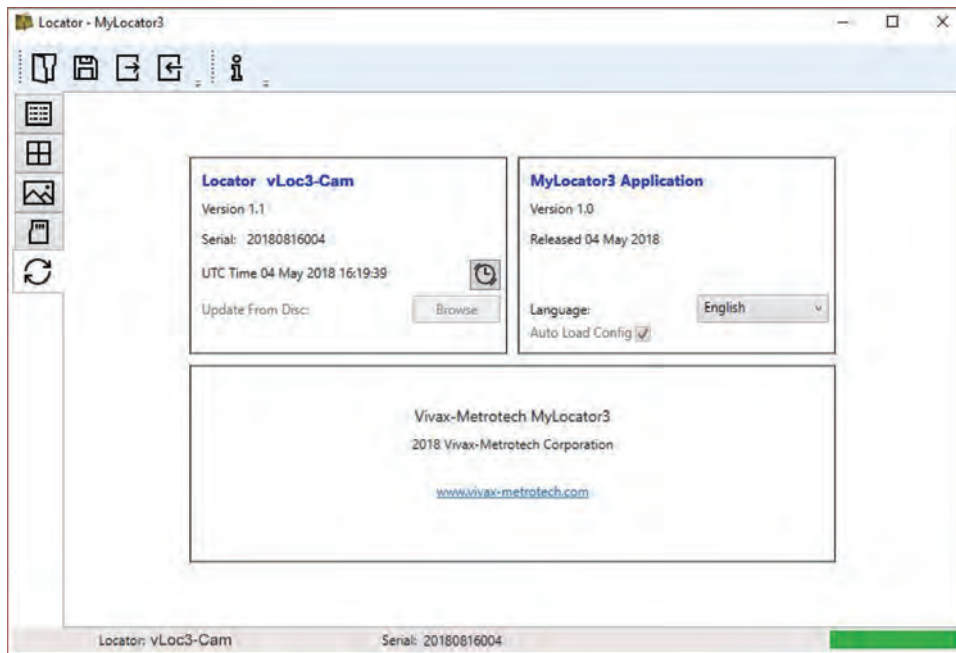 Locator - MyLocator3
Locator vLoc3-Cam
Version 1.1
Serial: 20180816004
UTC Time 04 May 2018 16:19:39
Update From Disc:
Browse
MyLocator3 Application
Version 1.0
Released 04 May 2018
Language:
English
Auto Load Config
Vivax-Metrotech MyLocator3
2018 Vivax-Metrotech Corporation
www.vivax-metrotech.com
Locator: vLoc3-Cam
Serial: 20180816004